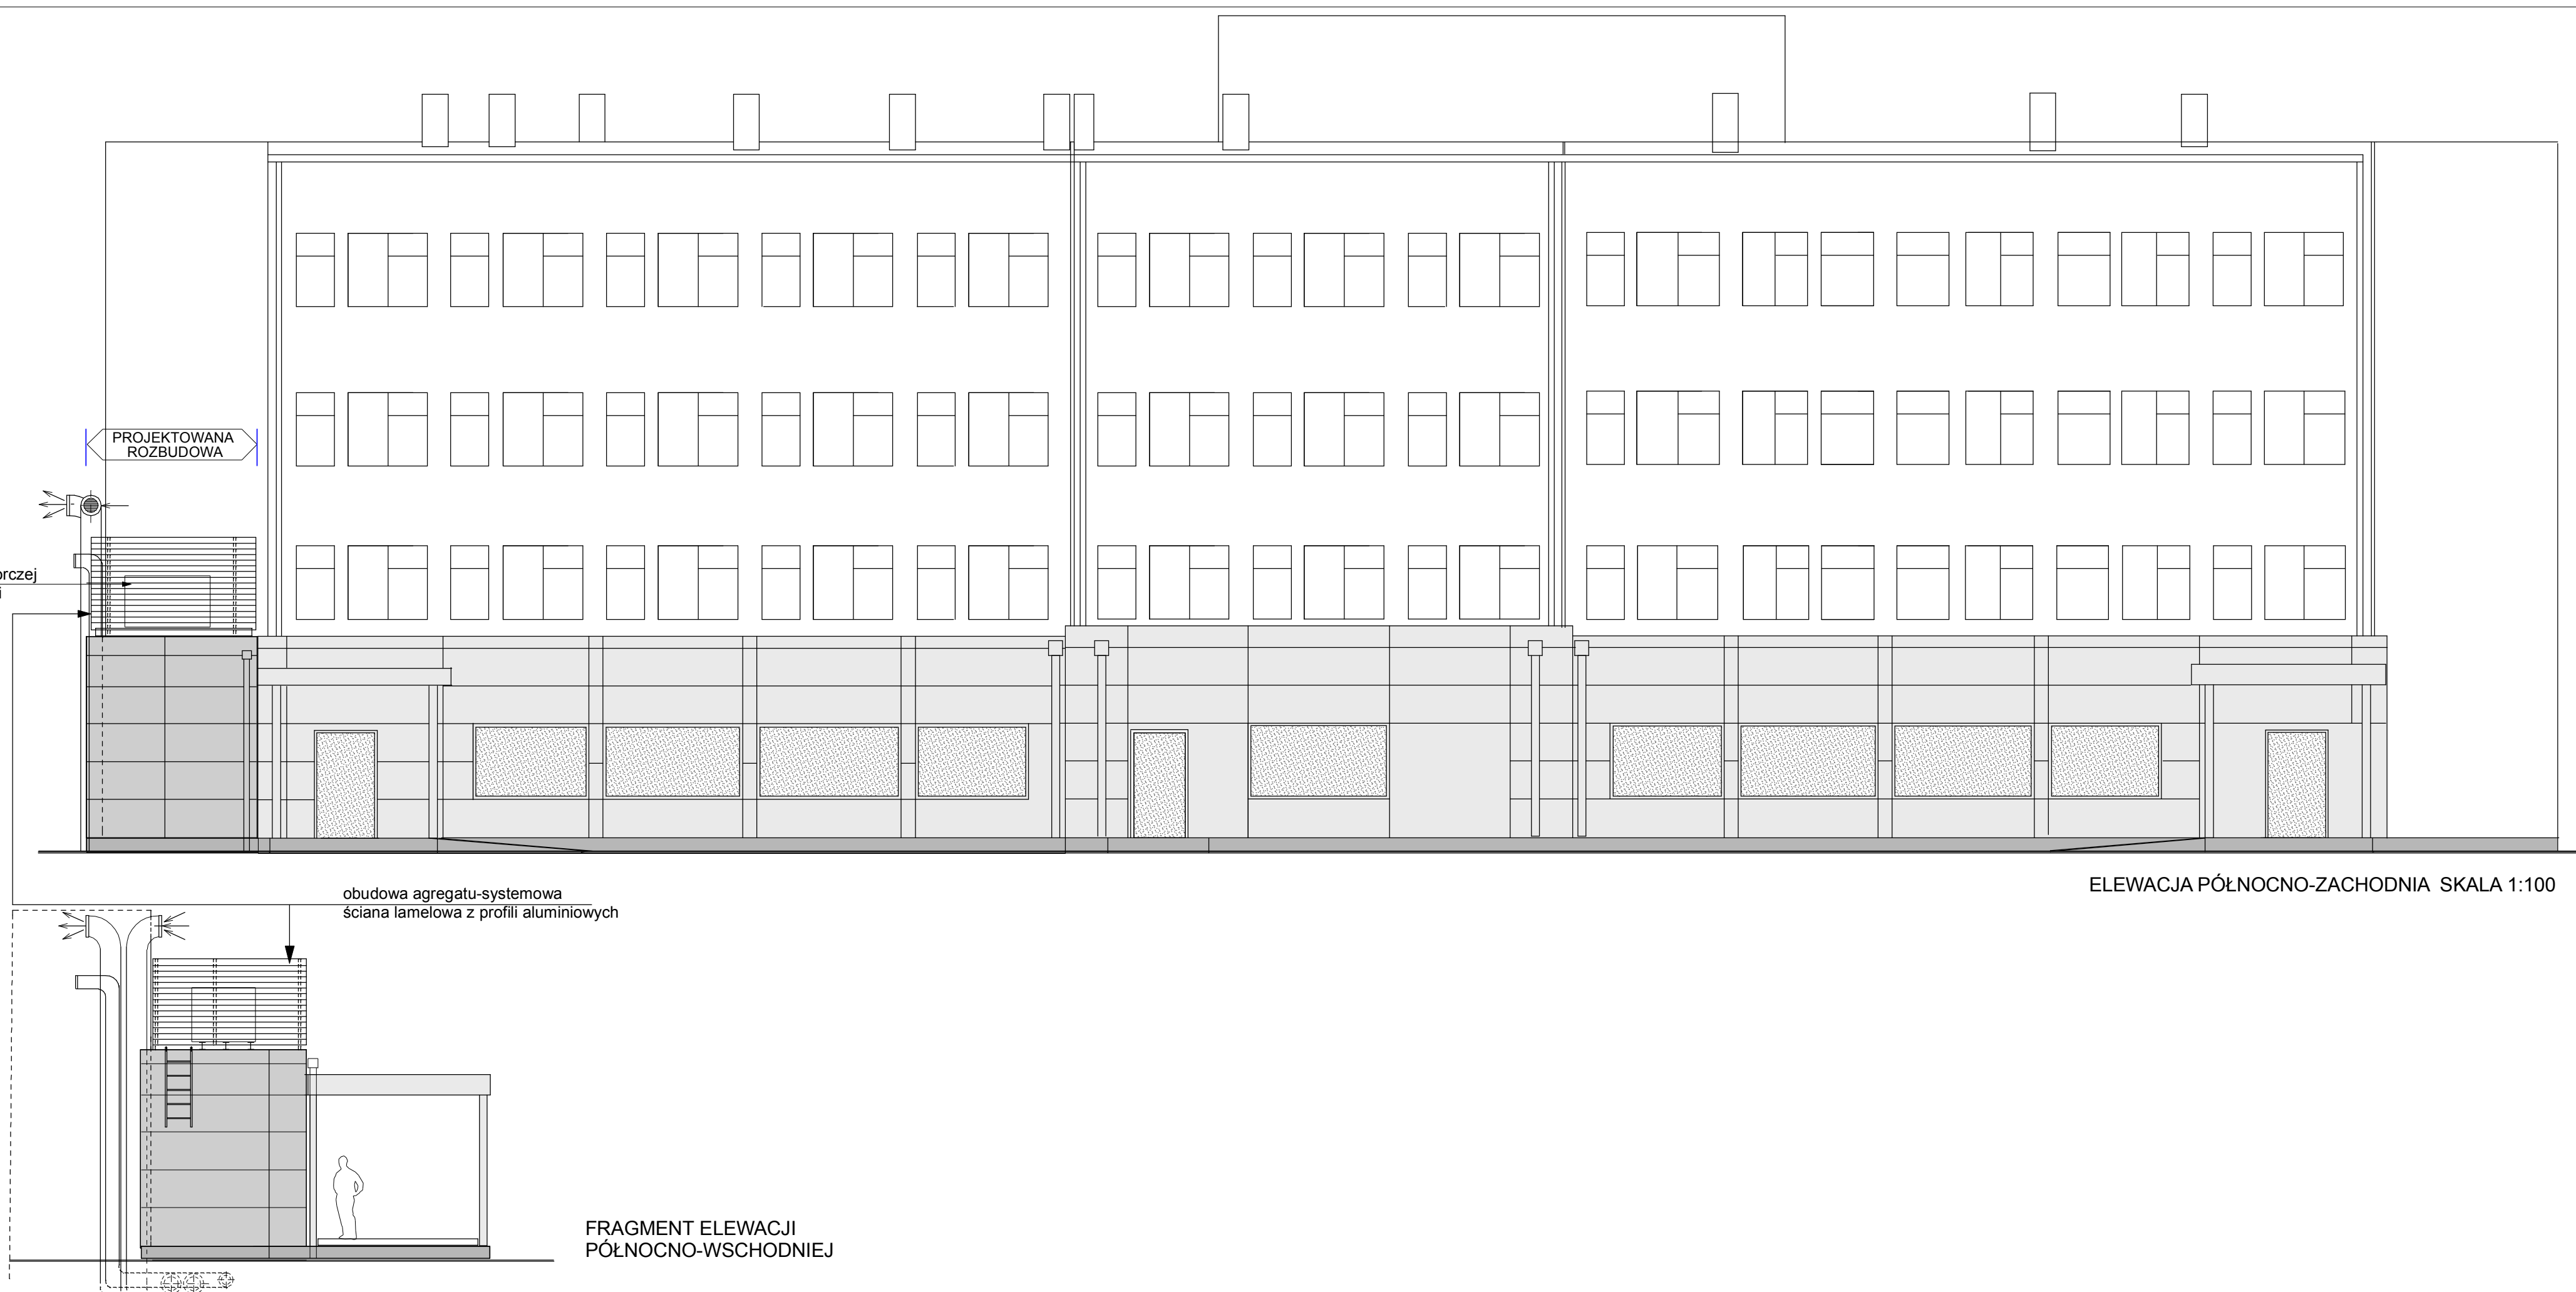 PROJEKTOWANA
ROZBUDOWA
obudowa agregatu-systemowa
ściana lamelowa z profili aluminiowych
ELEWACJA PÓŁNOCNO-ZACHODNIA SKALA 1:100
FRAGMENT ELEWACJI
PÓŁNOCNO-WSCHODNIEJ